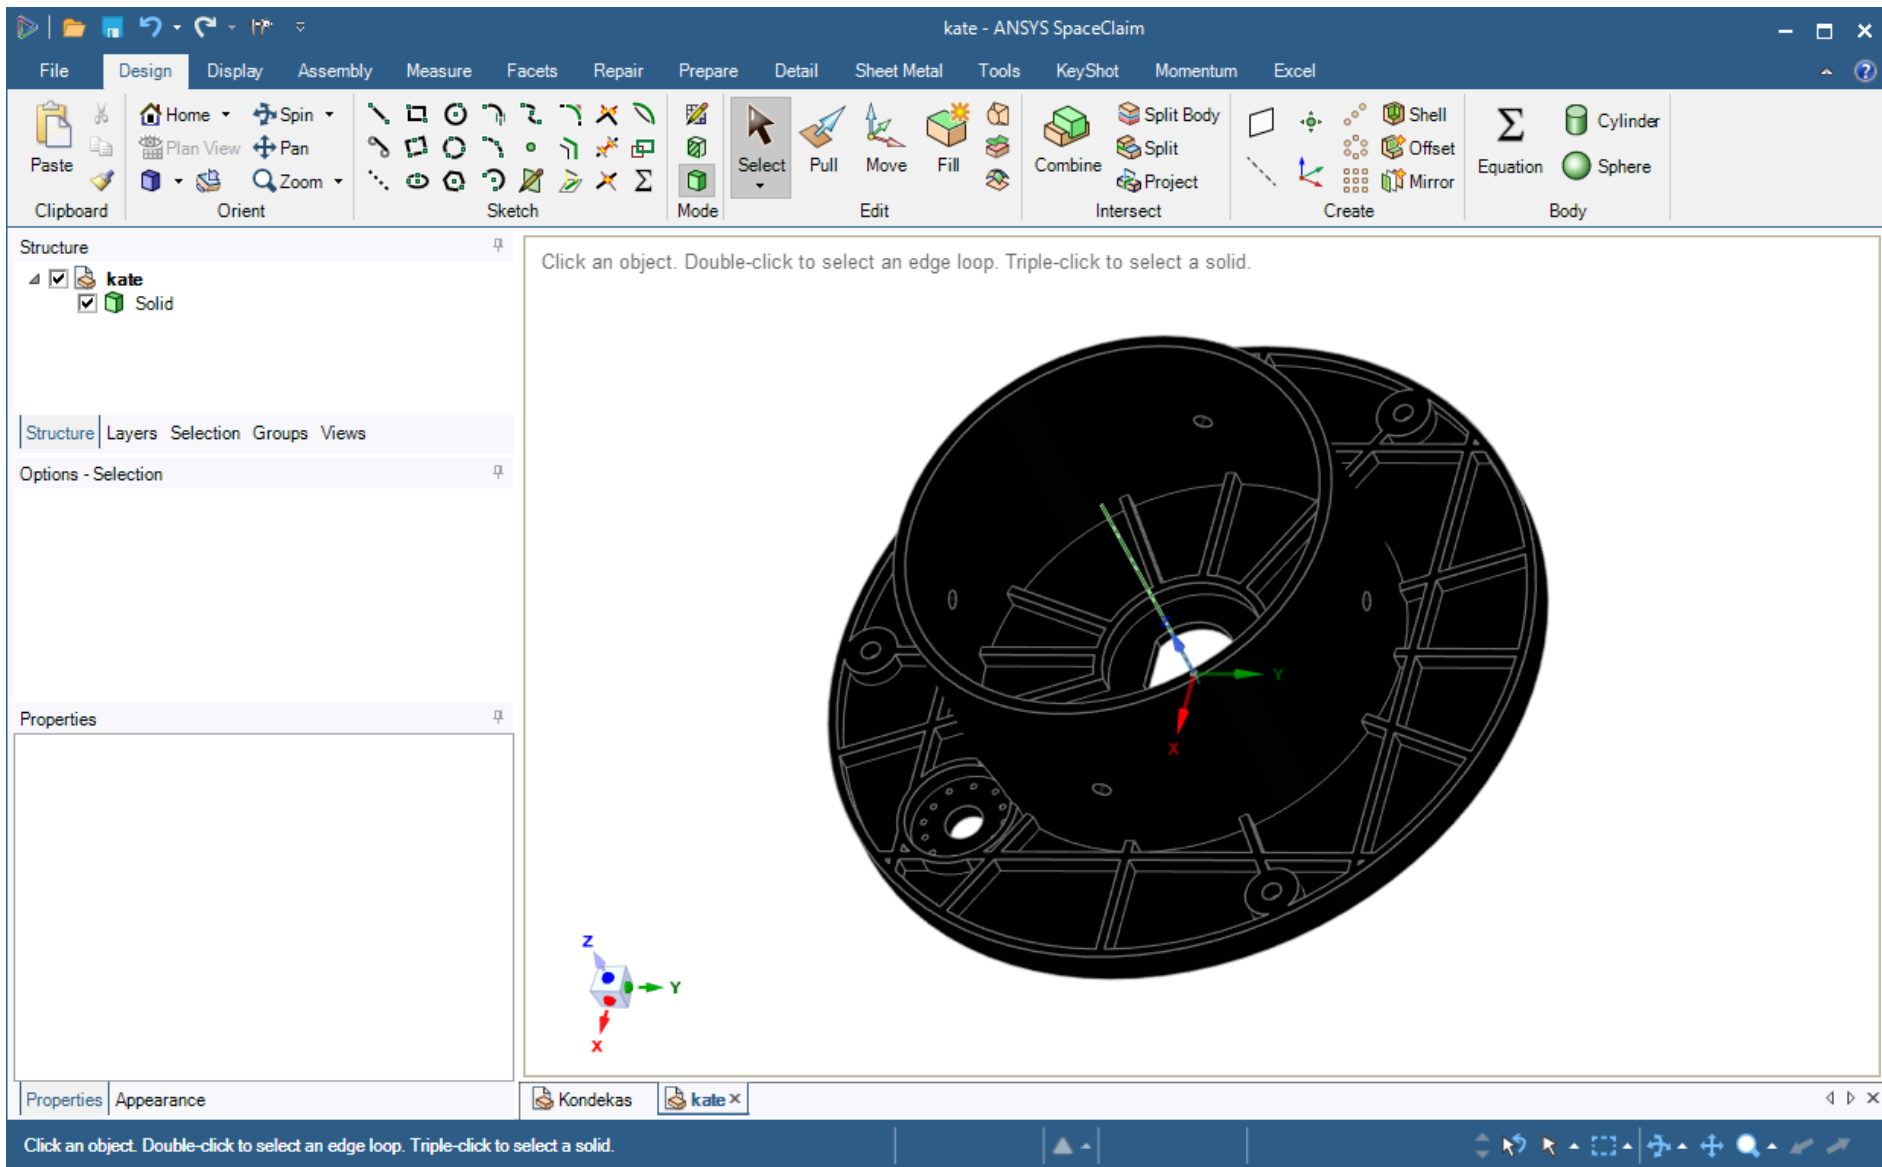 kate - ANSYS SpaceClaim
File Design Display Assembly Measure Facets Repair Prepare Detail Sheet Metal Tools KeyShot Momentum Excel
Paste
Clipboard
Home
Plan View
Spin
Pan
Zoom
Orient
Sketch
Mode
Select
Pull
Move
Fill
Edit
Combine
Split Body
Split
Project
Intersect
Shell
Offset
Mirror
Create
Equation
Cylinder
Sphere
Body
Structure
kate
Solid
Structure Layers Selection Groups Views
Options - Selection
Properties
Properties Appearance
Click an object. Double-click to select an edge loop. Triple-click to select a solid.
Z
Y
X
Z
Y
X
Kondekas
kate
Click an object. Double-click to select an edge loop. Triple-click to select a solid.